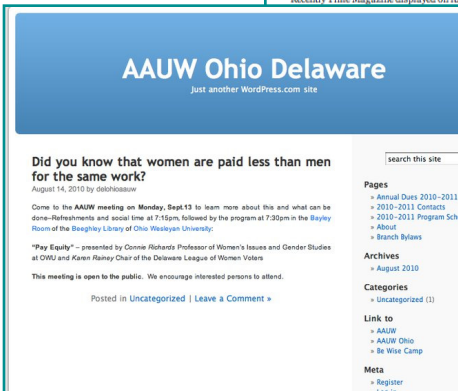 Recently Time Magazine displayed on
AAUW Ohio Delaware
Just another WordPress.com site
Did you know that women are paid less than men
for the same work?
August 14, 2010 by delohioaauw
Come to the AAUW meeting on Monday, Sept.13 to learn more about this and what can be
done–Refreshments and social time at 7:15pm, followed by the program at 7:30pm in the Bayley
Room of the Beeghley Library of Ohio Wesleyan University:
"Pay Equity" – presented by Connie Richards Professor of Women's Issues and Gender Studies
at OWU and Karen Rainey Chair of the Delaware League of Women Voters
This meeting is open to the public. We encourage interested persons to attend.
Posted in Uncategorized | Leave a Comment »
search this site
Pages
» Annual Dues 2010-2011
» 2010-2011 Contacts
» 2010-2011 Program Sch
» About
» Branch Bylaws
Archives
» August 2010
Categories
» Uncategorized (1)
Link to
» AAUW
» AAUW Ohio
» Be Wise Camp
Meta
» Register
» Log in